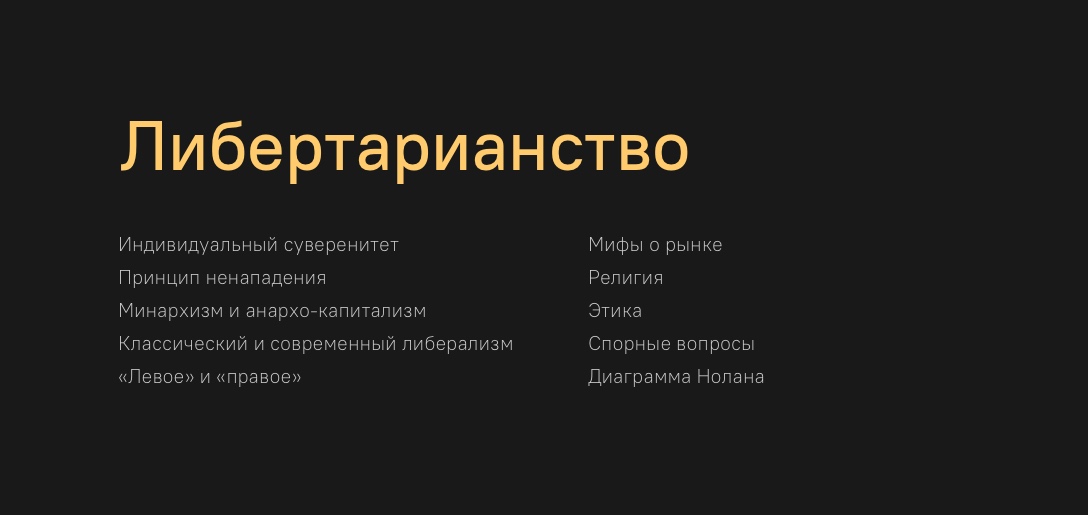 Либертарианство
Индивидуальный суверенитет
Принцип ненападения
Минархизм и анархо-капитализм
Классический и современный либерализм
«Левое» и «правое»
Мифы о рынке
Религия
Этика
Спорные вопросы
Диаграмма Нолана